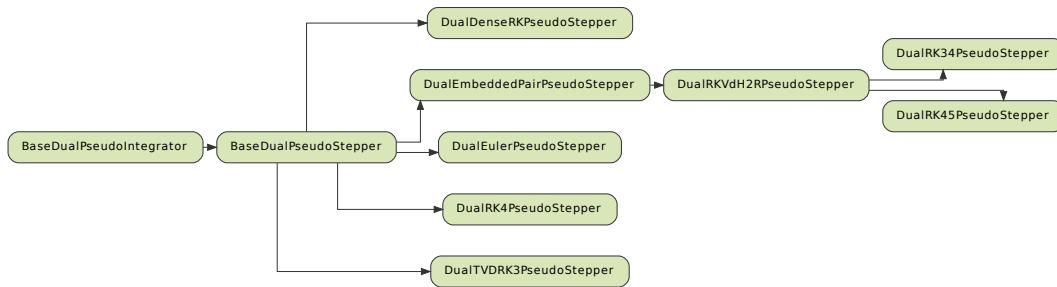 DualDenseRKPseudoStepper
DualRK34PseudoStepper
DualEmbeddedPairPseudoStepper
DualRKVdH2RPseudoStepper
DualRK45PseudoStepper
BaseDualPseudoIntegrator
BaseDualPseudoStepper
DualEulerPseudoStepper
DualRK4PseudoStepper
DualTVDRK3PseudoStepper